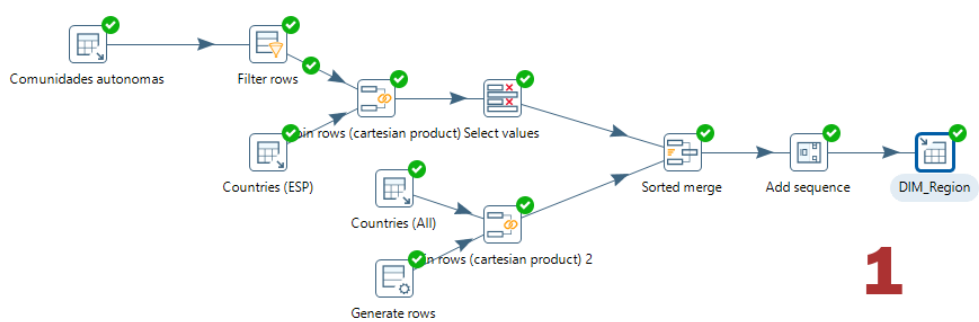 Comunidades autonomas
Filter rows
oin rows (cartesian product)
Select values
Countries (ESP)
Sorted merge
Add sequence
DIM_Region
Countries (All)
in rows (cartesian product) 2
Generate rows
1